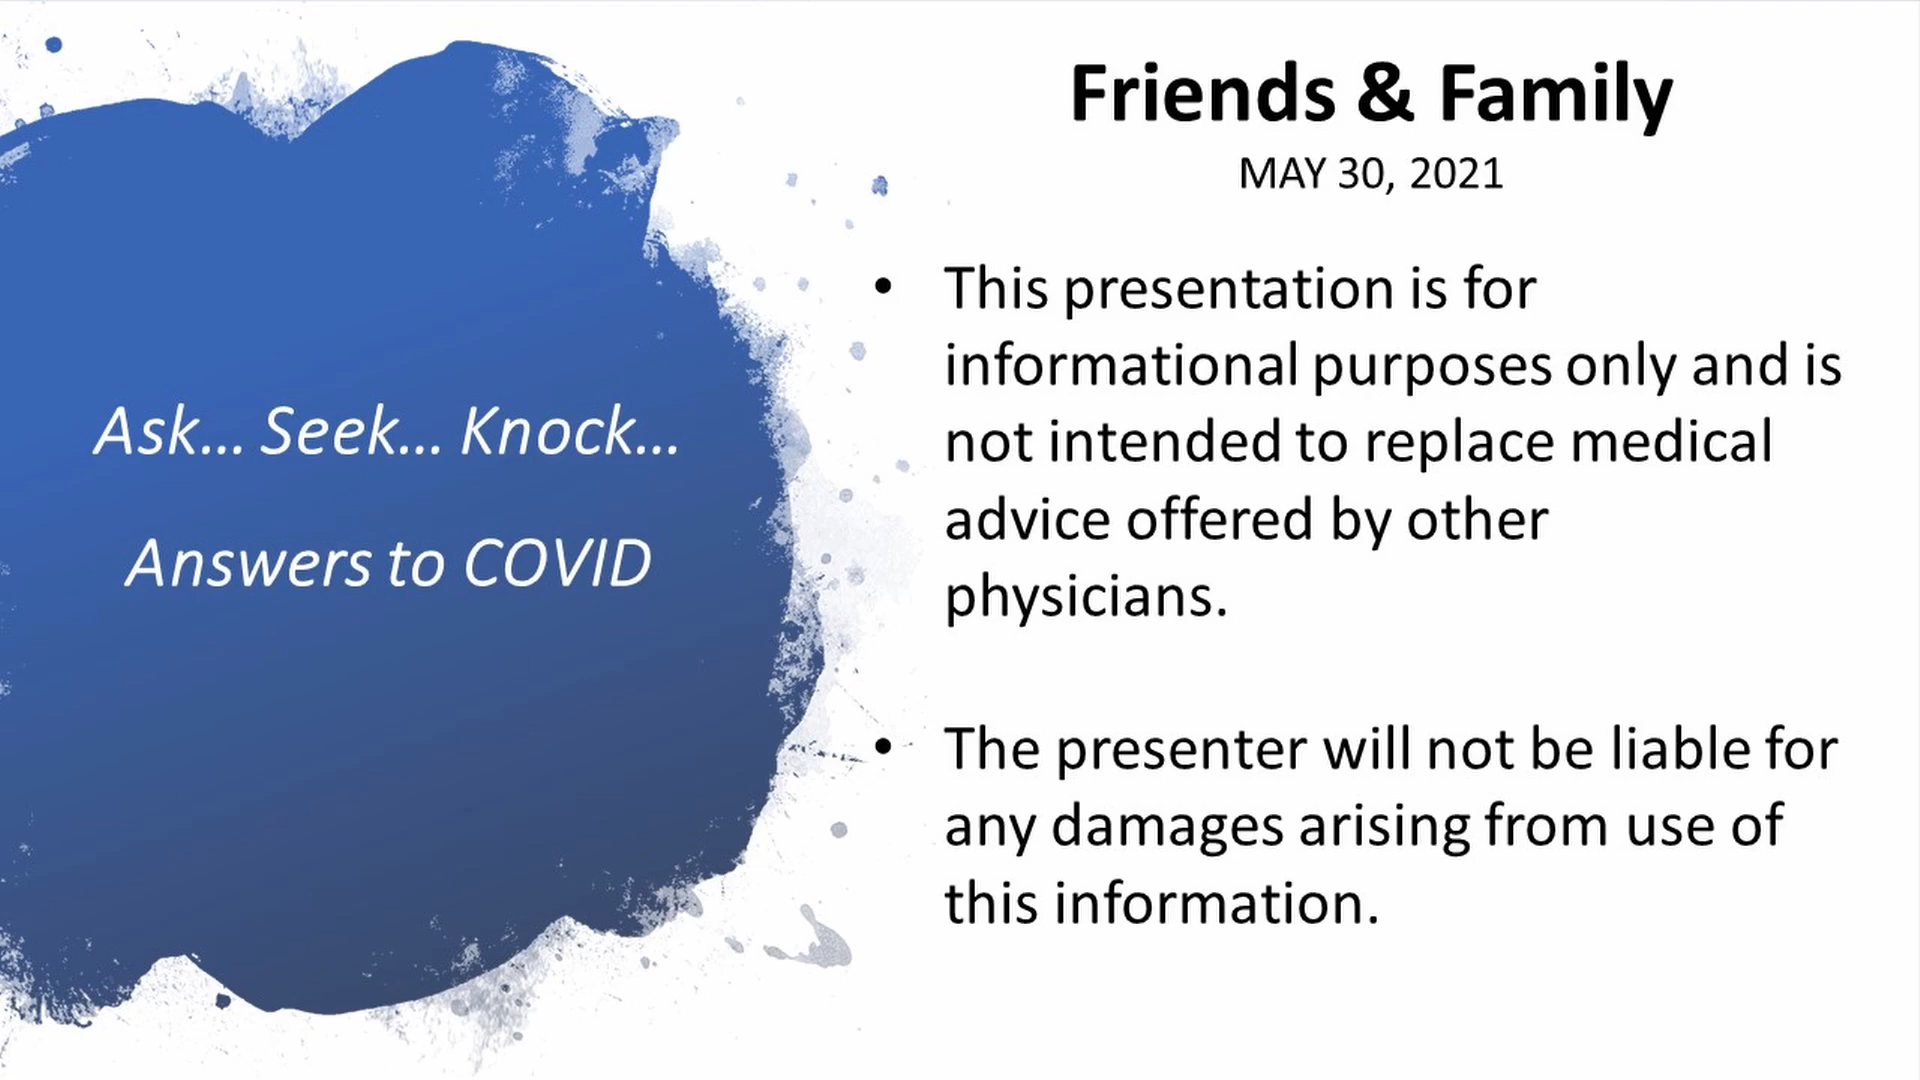 Ask... Seek... Knock...
Answers to COVID
Friends & Family
MAY 30, 2021
• This presentation is for
informational purposes only and is
not intended to replace medical
advice offered by other
physicians.
• The presenter will not be liable for
any damages arising from use of
this information.